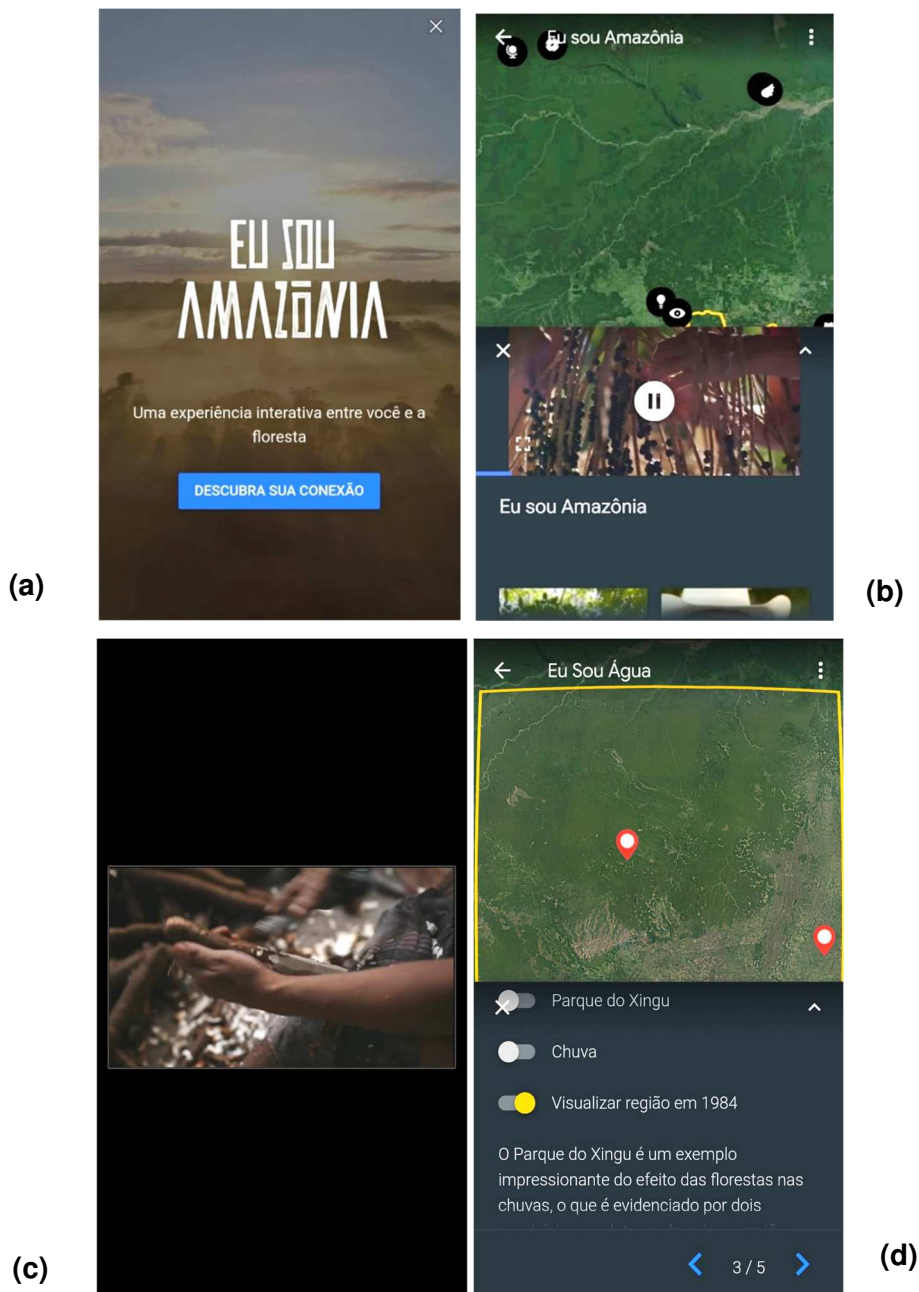 EU SOU
AMAZÔNIA
Uma experiência interativa entre você e a
floresta
DESCUBRA SUA CONEXÃO
(a)
Eu sou Amazônia
Eu sou Amazônia
(b)
(c)
Eu Sou Água
Parque do Xingu
Chuva
Visualizar região em 1984
O Parque do Xingu é um exemplo
impressionante do efeito das florestas nas
chuvas, o que é evidenciado por dois
3 / 5
(d)